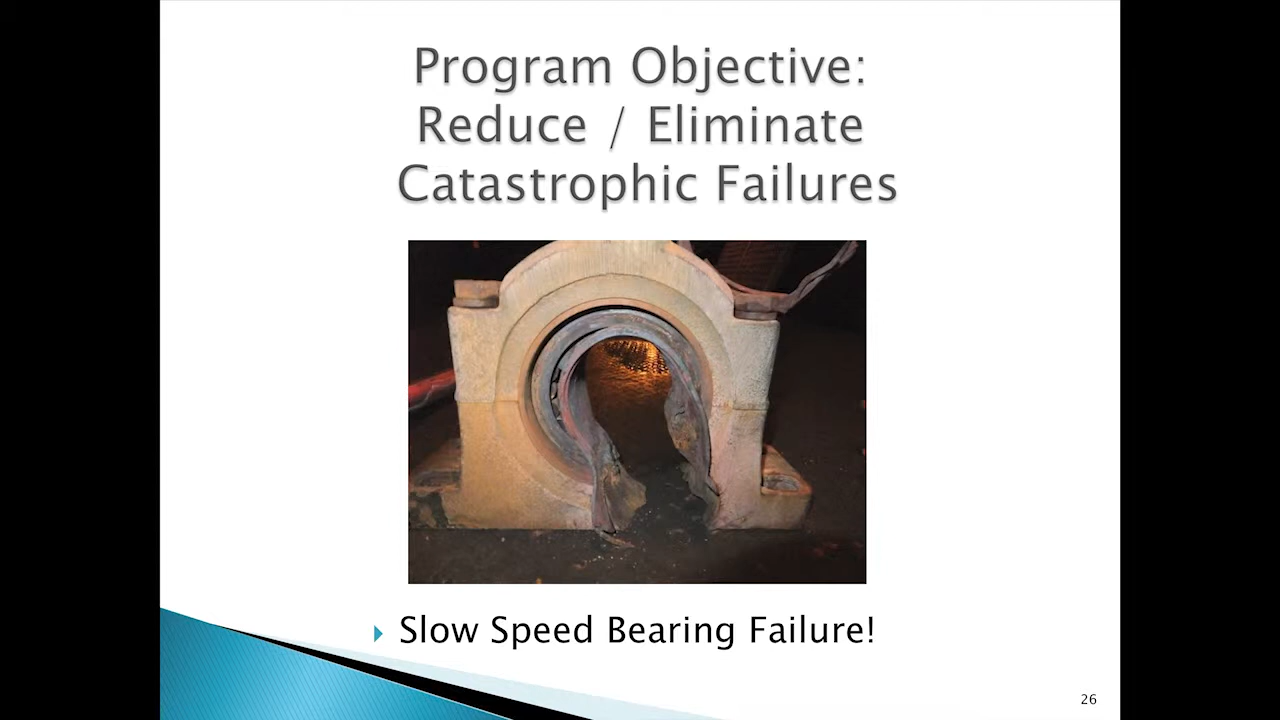 Program Objective:
Reduce / Eliminate
Catastrophic Failures
Slow Speed Bearing Failure!
26